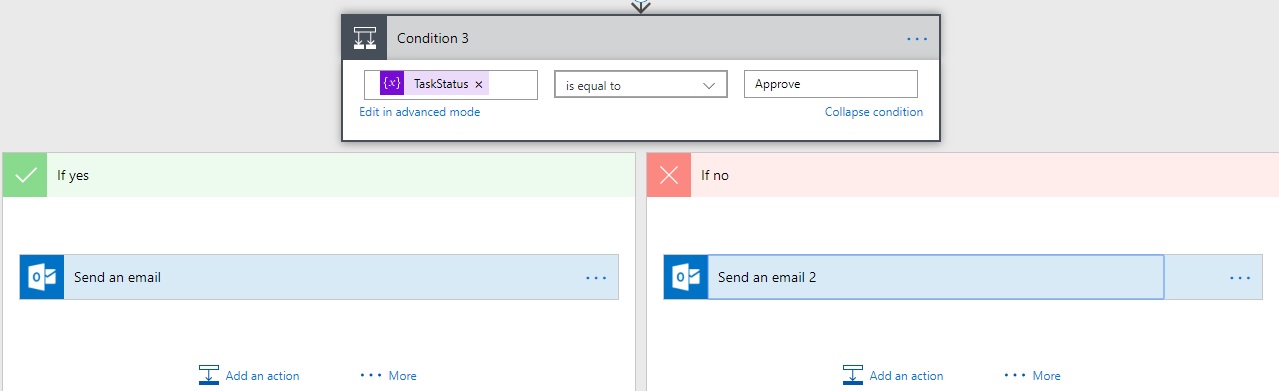 Condition 3
...
{x} TaskStatus × is equal to Approve
Edit in advanced mode Collapse condition
If yes If no
Send an email ... Send an email 2 ...
Add an action ... More Add an action ... More